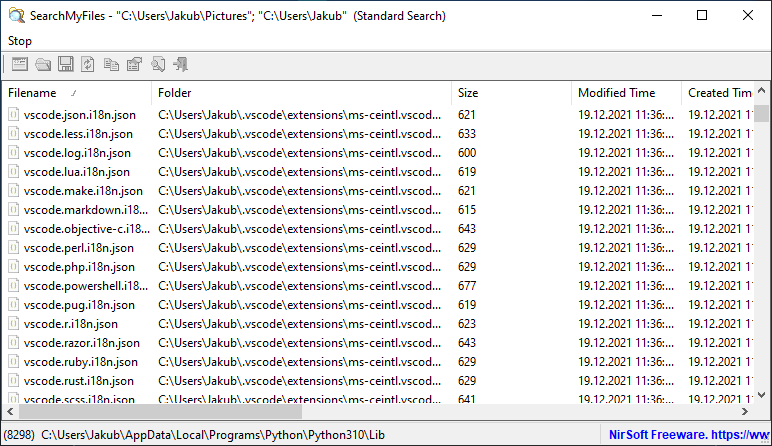 SearchMyFiles - "C:\Users\Jakub\Pictures"; "C:\Users\Jakub" (Standard Search)
Stop
Filename Folder Size Modified Time Created Tim
vscode.json.i18n.json C:\Users\Jakub\.vscode\extensions\ms-ceintl.vscod... 621 19.12.2021 11:36:... 19.12.2021 11
vscode.less.i18n.json C:\Users\Jakub\.vscode\extensions\ms-ceintl.vscod... 633 19.12.2021 11:36:... 19.12.2021 11
vscode.log.i18n.json C:\Users\Jakub\.vscode\extensions\ms-ceintl.vscod... 600 19.12.2021 11:36:... 19.12.2021 11
vscode.lua.i18n.json C:\Users\Jakub\.vscode\extensions\ms-ceintl.vscod... 619 19.12.2021 11:36:... 19.12.2021 11
vscode.make.i18n.json C:\Users\Jakub\.vscode\extensions\ms-ceintl.vscod... 621 19.12.2021 11:36:... 19.12.2021 11
vscode.markdown.i18... C:\Users\Jakub\.vscode\extensions\ms-ceintl.vscod... 615 19.12.2021 11:36:... 19.12.2021 11
vscode.objective-c.i18... C:\Users\Jakub\.vscode\extensions\ms-ceintl.vscod... 643 19.12.2021 11:36:... 19.12.2021 11
vscode.perl.i18n.json C:\Users\Jakub\.vscode\extensions\ms-ceintl.vscod... 629 19.12.2021 11:36:... 19.12.2021 11
vscode.php.i18n.json C:\Users\Jakub\.vscode\extensions\ms-ceintl.vscod... 629 19.12.2021 11:36:... 19.12.2021 11
vscode.powershell.i18... C:\Users\Jakub\.vscode\extensions\ms-ceintl.vscod... 677 19.12.2021 11:36:... 19.12.2021 11
vscode.pug.i18n.json C:\Users\Jakub\.vscode\extensions\ms-ceintl.vscod... 619 19.12.2021 11:36:... 19.12.2021 11
vscode.r.i18n.json C:\Users\Jakub\.vscode\extensions\ms-ceintl.vscod... 623 19.12.2021 11:36:... 19.12.2021 11
vscode.razor.i18n.json C:\Users\Jakub\.vscode\extensions\ms-ceintl.vscod... 643 19.12.2021 11:36:... 19.12.2021 11
vscode.ruby.i18n.json C:\Users\Jakub\.vscode\extensions\ms-ceintl.vscod... 629 19.12.2021 11:36:... 19.12.2021 11
vscode.rust.i18n.json C:\Users\Jakub\.vscode\extensions\ms-ceintl.vscod... 629 19.12.2021 11:36:... 19.12.2021 11
vscode.scss.i18n.json C:\Users\Jakub\.vscode\extensions\ms-ceintl.vscod... 641 19.12.2021 11:36:... 19.12.2021 11
(8298) C:\Users\Jakub\AppData\Local\Programs\Python\Python310\Lib NirSoft Freeware. https://ww